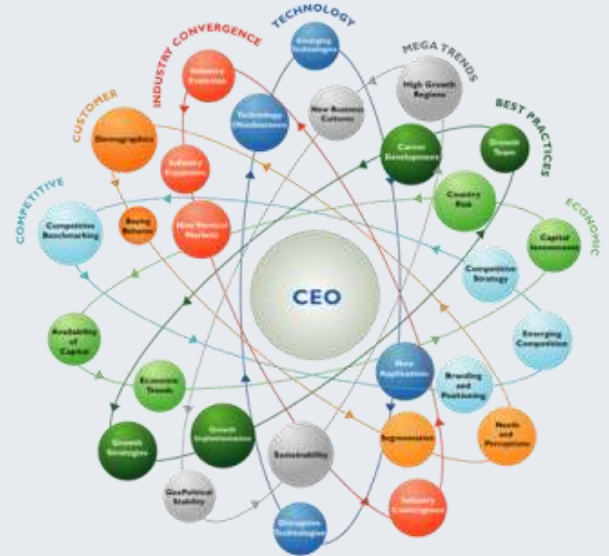 TECHNOLOGY
INDUSTRY CONVERGENCE
MEGA TRENDS
CUSTOMER
BEST PRACTICES
COMPETITIVE
ECONOMIC
Emerging
Technologies
Industry
Evolution
High Growth
Regions
New Business
Cultures
Technology
Demographics
Career
Development
Growth
Team
Industry
Expansion
Country
Risk
Competitive
Benchmarking
Buying
Behavior
New Vertical
Markets
Capital
Investments
Competitive
Strategy
CEO
Availability
of
Capital
Emerging
Competition
Economic
Trends
New
Applications
Branding
and
Positioning
Growth
Strategies
Growth
Implementation
Sustainability
Segmentation
Needs
and
Perceptions
GeoPolitical
Stability
Industry
Convergence
Disruptive
Technologies